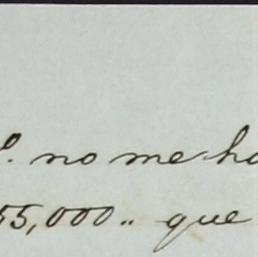 no me ha
55,000,, que